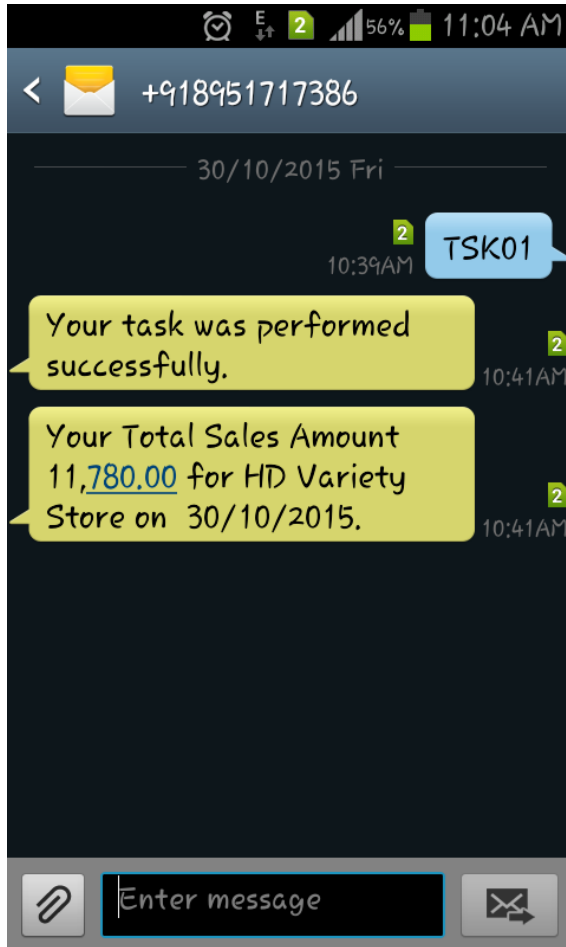 E 2 56% 11:04 AM
< +918951717386
30/10/2015 Fri
2
10:39AM TSK01
Your task was performed
successfully.
2
10:41AM
Your Total Sales Amount
11,780.00 for HD Variety
Store on 30/10/2015.
2
10:41AM
Enter message